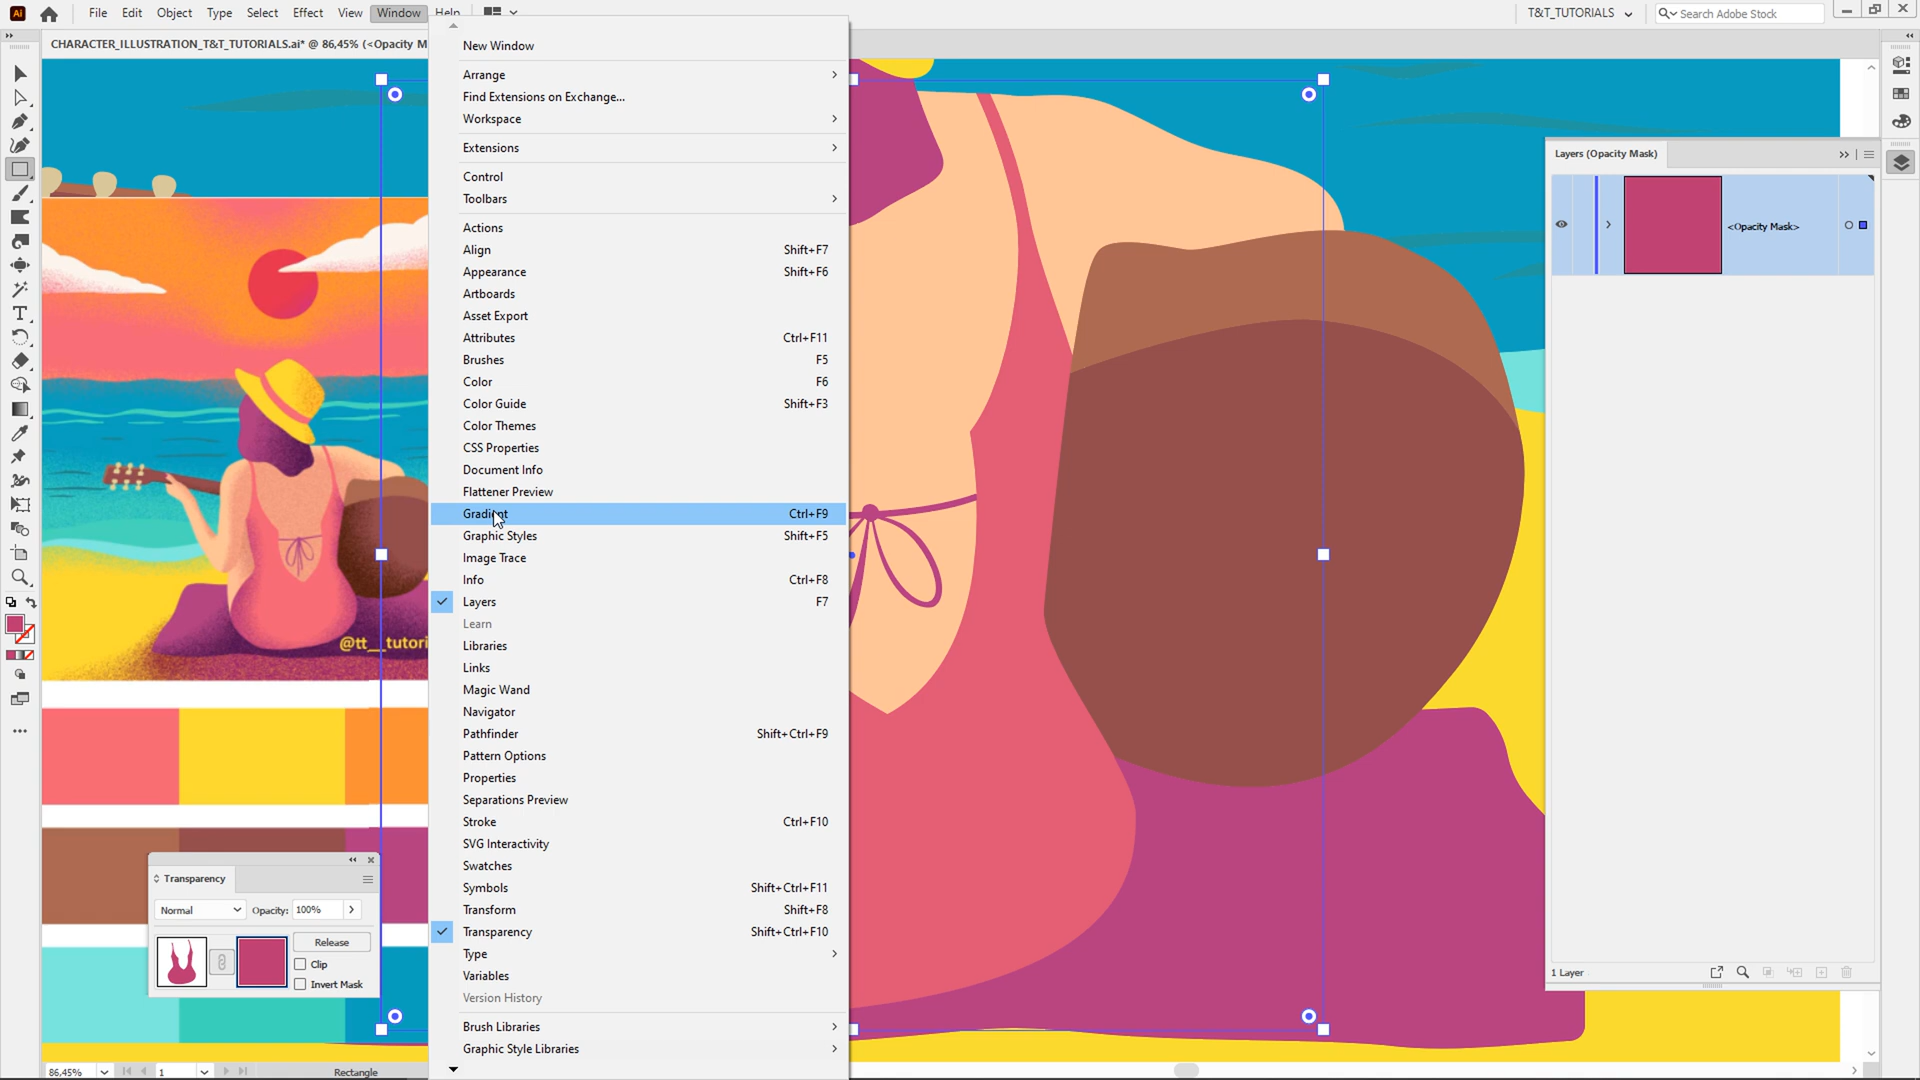 Ai File Edit Object Type Select Effect View Window Help T&T_TUTORIALS Search Adobe Stock
CHARACTER_ILLUSTRATION_T&T_TUTORIALS.ai* @ 86,45% (<Opacity M
New Window
Arrange
Find Extensions on Exchange...
Workspace
Extensions
Control
Toolbars
Actions
Align Shift+F7
Appearance Shift+F6
Artboards
Asset Export
Attributes Ctrl+F11
Brushes F5
Color F6
Color Guide Shift+F3
Color Themes
CSS Properties
Document Info
Flattener Preview
Gradient Ctrl+F9
Graphic Styles Shift+F5
Image Trace
Info Ctrl+F8
Layers F7
Learn
Libraries
Links
Magic Wand
Navigator
Pathfinder Shift+Ctrl+F9
Pattern Options
Properties
Separations Preview
Stroke Ctrl+F10
SVG Interactivity
Swatches
Symbols Shift+Ctrl+F11
Transform Shift+F8
Transparency Shift+Ctrl+F10
Type
Variables
Version History
Brush Libraries
Graphic Style Libraries
Layers (Opacity Mask)
<Opacity Mask>
1 Layer
@tt__tutori
Transparency
Normal Opacity: 100%
Release
Clip
Invert Mask
86,45% 1 Rectangle